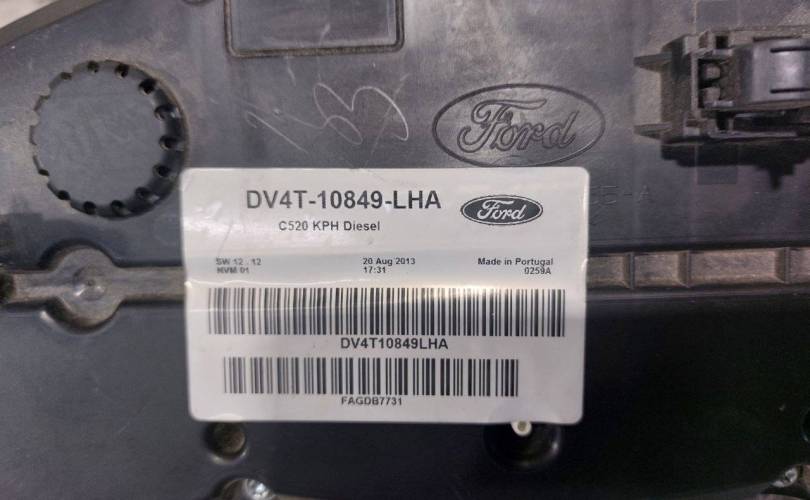 Ford
DV4T-10849-LHA
Ford
C520 KPH Diesel
SW 12 . 12
20 Aug 2013
Made in Portugal
NVM 01
17:31
0259A
DV4T10849LHA
FAGDB7731